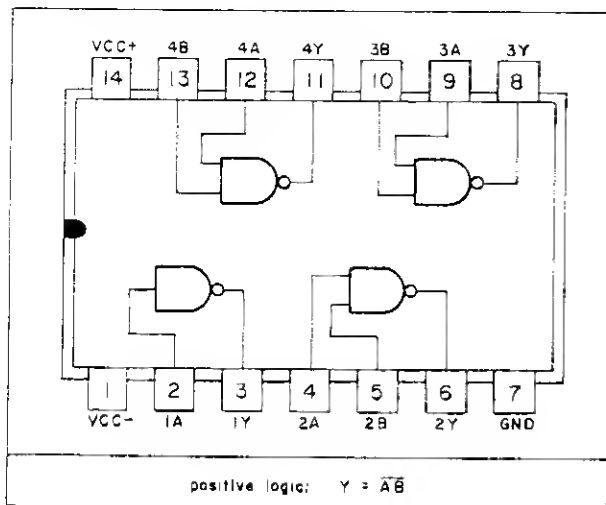 VCC+ 4B 4A 4Y 3B 3A 3Y
14 13 12 11 10 9 8
1 2 3 4 5 6 7
VCC- 1A 1Y 2A 2B 2Y GND
positive logic: Y = A̅B̅